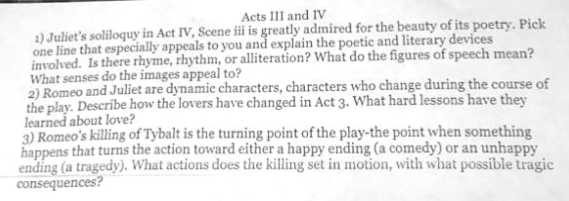 Acts III and IV
1) Juliet's soliloquy in Act IV, Scene iii is greatly admired for the beauty of its poetry. Pick
one line that especially appeals to you and explain the poetic and literary devices
involved. Is there rhyme, rhythm, or alliteration? What do the figures of speech mean?
What senses do the images appeal to?
2) Romeo and Juliet are dynamic characters, characters who change during the course of
the play. Describe how the lovers have changed in Act 3. What hard lessons have they
learned about love?
3) Romeo's killing of Tybalt is the turning point of the play-the point when something
happens that turns the action toward either a happy ending (a comedy) or an unhappy
ending (a tragedy). What actions does the killing set in motion, with what possible tragic
consequences?